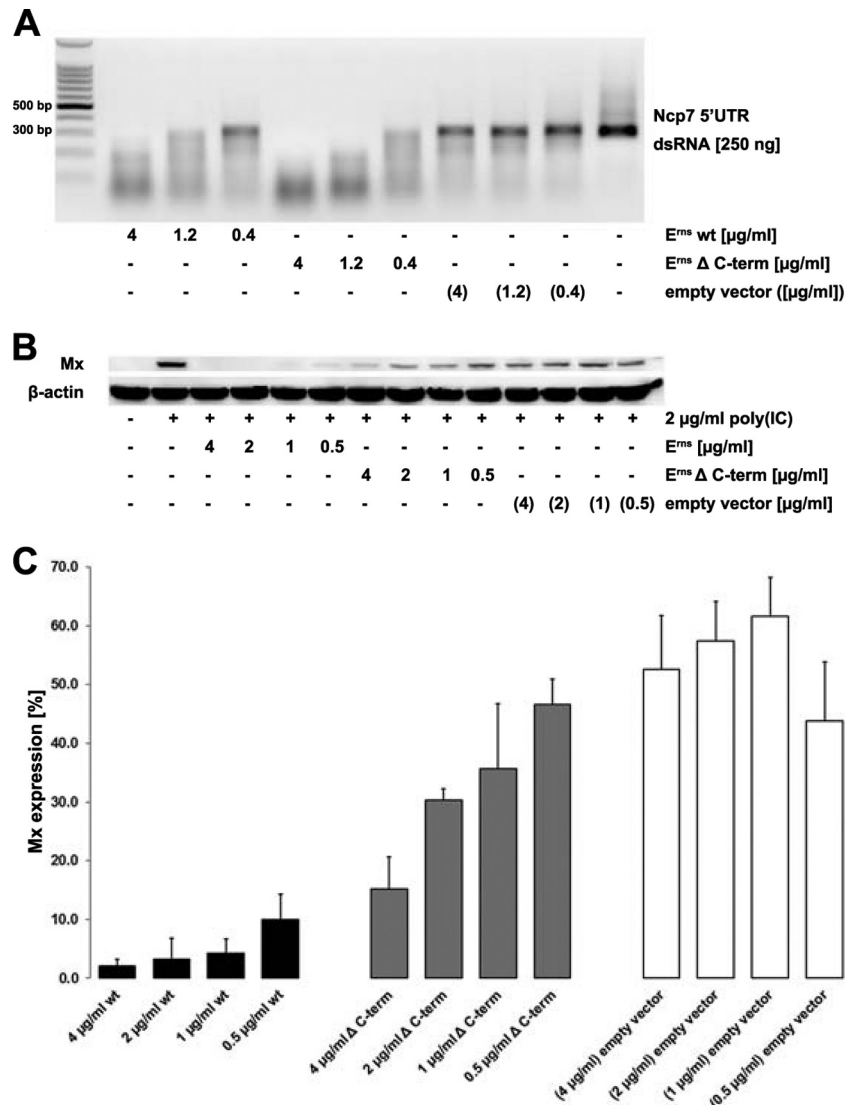 A
500 bp
300 bp
Ncp7 5'UTR
dsRNA [250 ng]
4 1.2 0.4 - - - - - - - Eʳⁿˢ wt [µg/ml]
- - - 4 1.2 0.4 - - - - Eʳⁿˢ Δ C-term [µg/ml]
- - - - - - (4) (1.2) (0.4) - empty vector ([µg/ml])
B
Mx
β-actin
- + + + + + + + + + + + + + 2 µg/ml poly(IC)
- - 4 2 1 0.5 - - - - - - - - Eʳⁿˢ [µg/ml]
- - - - - - 4 2 1 0.5 - - - - Eʳⁿˢ Δ C-term [µg/ml]
- - - - - - - - - - (4) (2) (1) (0.5) empty vector [µg/ml]
C
Mx expression [%]
70.0
60.0
50.0
40.0
30.0
20.0
10.0
0.0
4 µg/ml wt
2 µg/ml wt
1 µg/ml wt
0.5 µg/ml wt
4 µg/ml Δ C-term
2 µg/ml Δ C-term
1 µg/ml Δ C-term
0.5 µg/ml Δ C-term
(4 µg/ml) empty vector
(2 µg/ml) empty vector
(1 µg/ml) empty vector
(0.5 µg/ml) empty vector